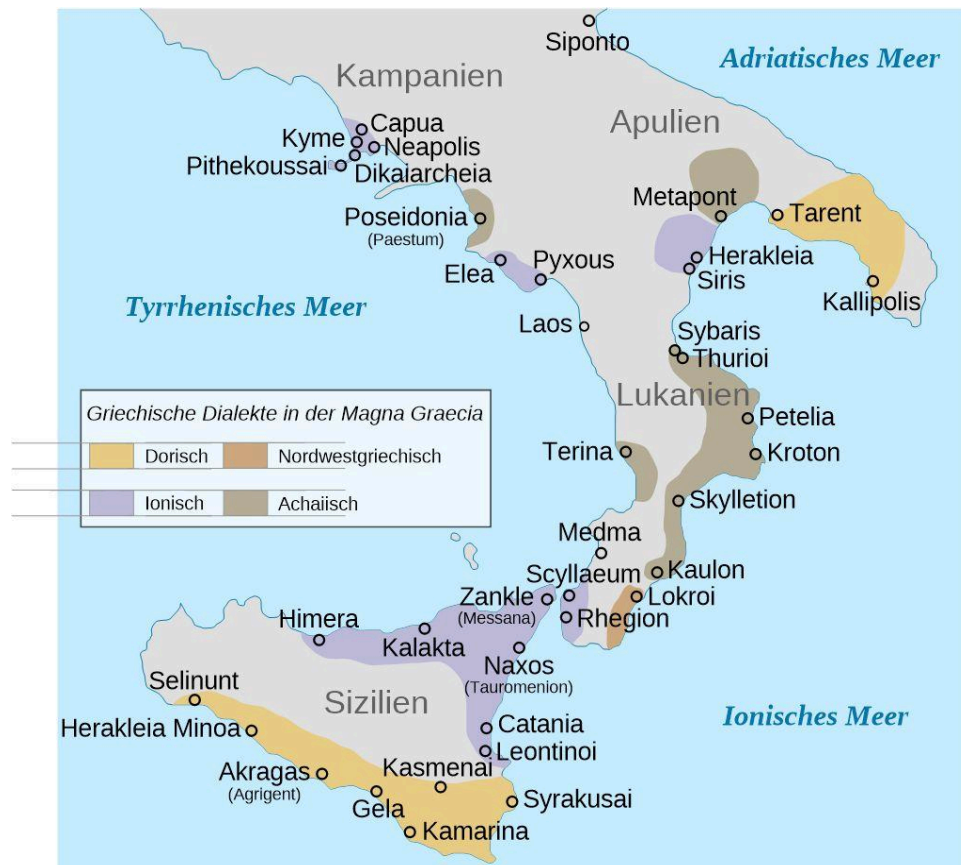 Siponto
Adriatisches Meer
Kampanien
Apulien
Capua
Kyme
Neapolis
Pithekoussai
Dikaiarcheia
Metapont
Tarent
Poseidonia
(Paestum)
Elea
Pyxous
Herakleia
Siris
Kallipolis
Tyrrhenisches Meer
Laos
Sybaris
Thurioi
Lukanien
Griechische Dialekte in der Magna Graecia
Dorisch
Nordwestgriechisch
Ionisch
Achaiisch
Petelia
Terina
Kroton
Skylletion
Medma
Scyllaeum
Kaulon
Zankle
(Messana)
Lokroi
Rhegion
Himera
Kalakta
Naxos
(Tauromenion)
Selinunt
Sizilien
Ionisches Meer
Herakleia Minoa
Catania
Leontinoi
Akragas
(Agrigent)
Kasmenai
Gela
Syrakusai
Kamarina